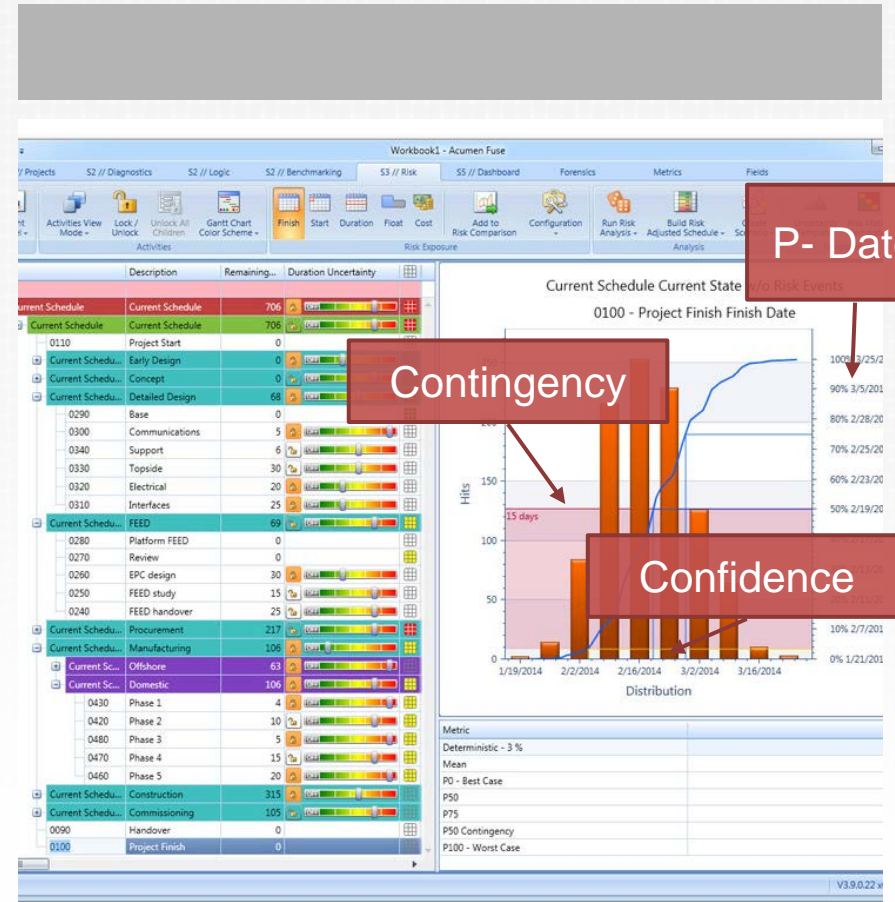 Workbook1 - Acumen Fuse
// Projects S2 // Diagnostics S2 // Logic S2 // Benchmarking S3 // Risk S5 // Dashboard Forensics Metrics Fields
Activities View Mode Lock / Unlock Unlock All Children Gantt Chart Color Scheme Finish Start Duration Float Cost Add to Risk Comparison Configuration Run Risk Analysis Build Risk Adjusted Schedule
Activities Risk Exposure Analysis
P- Dat
Description Remaining... Duration Uncertainty
Current Schedule Current Schedule 706
Current Schedule Current Schedule 706
0110 Project Start 0
Current Schedu... Early Design 0
Current Schedu... Concept 0
Current Schedu... Detailed Design 68
0290 Base 0
0300 Communications 5
0340 Support 6
0330 Topside 30
0320 Electrical 20
0310 Interfaces 25
Current Schedu... FEED 69
0280 Platform FEED 0
0270 Review 0
0260 EPC design 30
0250 FEED study 15
0240 FEED handover 25
Current Schedu... Procurement 217
Current Schedu... Manufacturing 106
Current Sc... Offshore 63
Current Sc... Domestic 106
0430 Phase 1 4
0420 Phase 2 10
0480 Phase 3 5
0470 Phase 4 15
0460 Phase 5 20
Current Schedu... Construction 315
Current Schedu... Commissioning 105
0090 Handover 0
0100 Project Finish 0
Current Schedule Current State w/o Risk Events
0100 - Project Finish Finish Date
Contingency
Confidence
Hits
200
150
100
50
0
15 days
100% 3/25/2
90% 3/5/201
80% 2/28/20
70% 2/25/20
60% 2/23/20
50% 2/19/20
10% 2/7/201
0% 1/21/201
1/19/2014 2/2/2014 2/16/2014 3/2/2014 3/16/2014
Distribution
Metric
Deterministic - 3 %
Mean
P0 - Best Case
P50
P75
P50 Contingency
P100 - Worst Case
V3.9.0.22